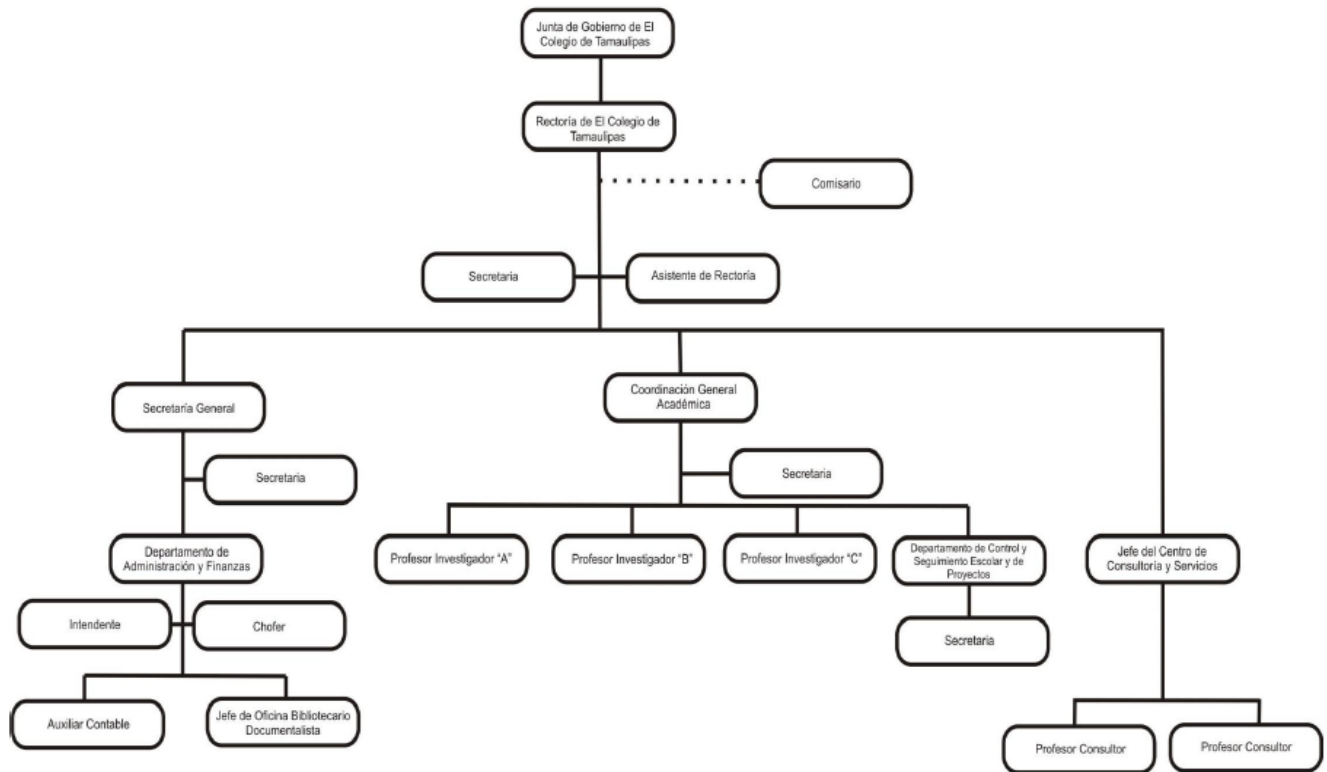 Junta de Gobierno de El
Colegio de Tamaulipas
Rectoría de El Colegio de
Tamaulipas
Comisario
Secretaria
Asistente de Rectoría
Secretaría General
Coordinación General
Académica
Secretaria
Secretaria
Departamento de
Administración y Finanzas
Profesor Investigador “A”
Profesor Investigador “B”
Profesor Investigador “C”
Departamento de Control y
Seguimiento Escolar y de
Proyectos
Jefe del Centro de
Consultoría y Servicios
Intendente
Chofer
Secretaria
Auxiliar Contable
Jefe de Oficina Bibliotecario
Documentalista
Profesor Consultor
Profesor Consultor